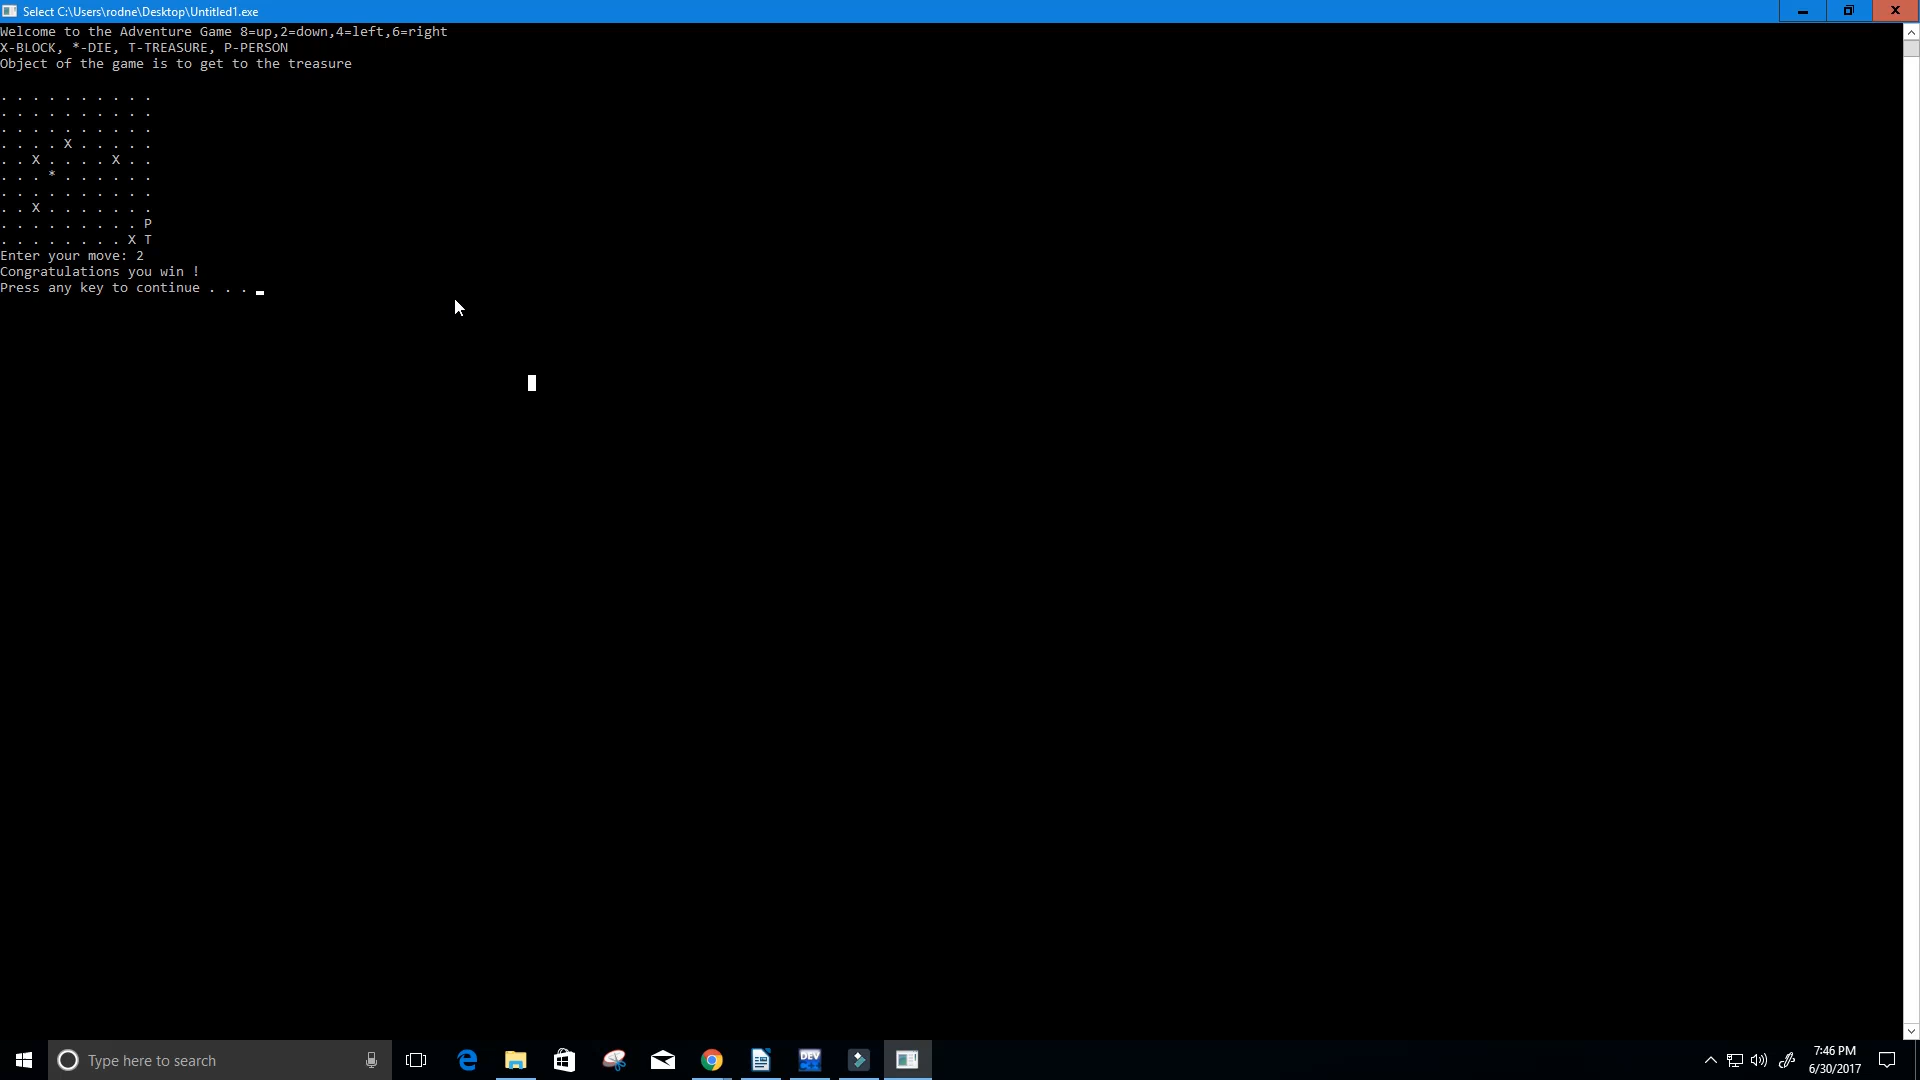 Select C:\Users\rodne\Desktop\Untitled1.exe
Welcome to the Adventure Game 8=up,2=down,4=left,6=right
X-BLOCK, *-DIE, T-TREASURE, P-PERSON
Object of the game is to get to the treasure
. . . . . . . . . .
. . . . . . . . . .
. . . . . . . . . .
. . . . X . . . . .
. . X . . . . X . .
. . . * . . . . . .
. . . . . . . . . .
. . X . . . . . . .
. . . . . . . . . P
. . . . . . . . X T
Enter your move: 2
Congratulations you win !
Press any key to continue . . .
Type here to search
DEV
7:46 PM
6/30/2017